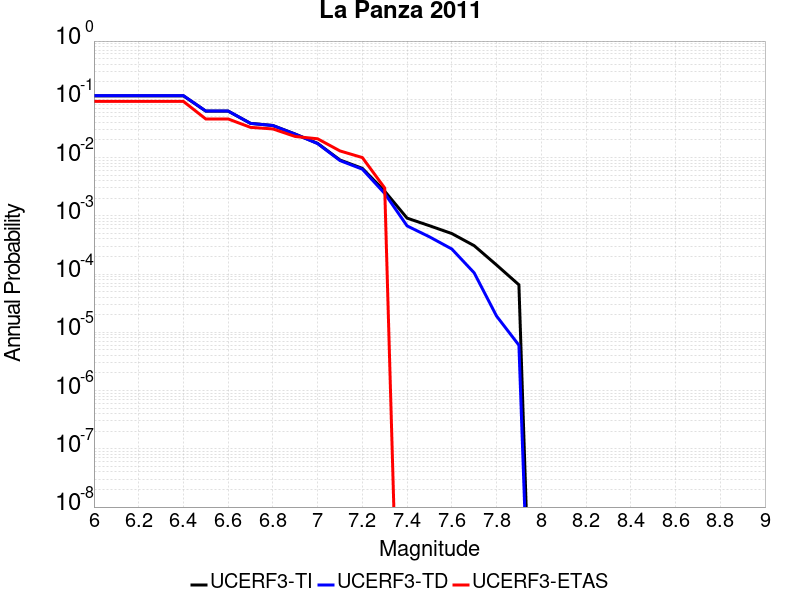 La Panza 2011
10^0
10^-1
10^-2
10^-3
10^-4
10^-5
10^-6
10^-7
10^-8
Annual Probability
6 6.2 6.4 6.6 6.8 7 7.2 7.4 7.6 7.8 8 8.2 8.4 8.6 8.8 9
Magnitude
UCERF3-TI UCERF3-TD UCERF3-ETAS